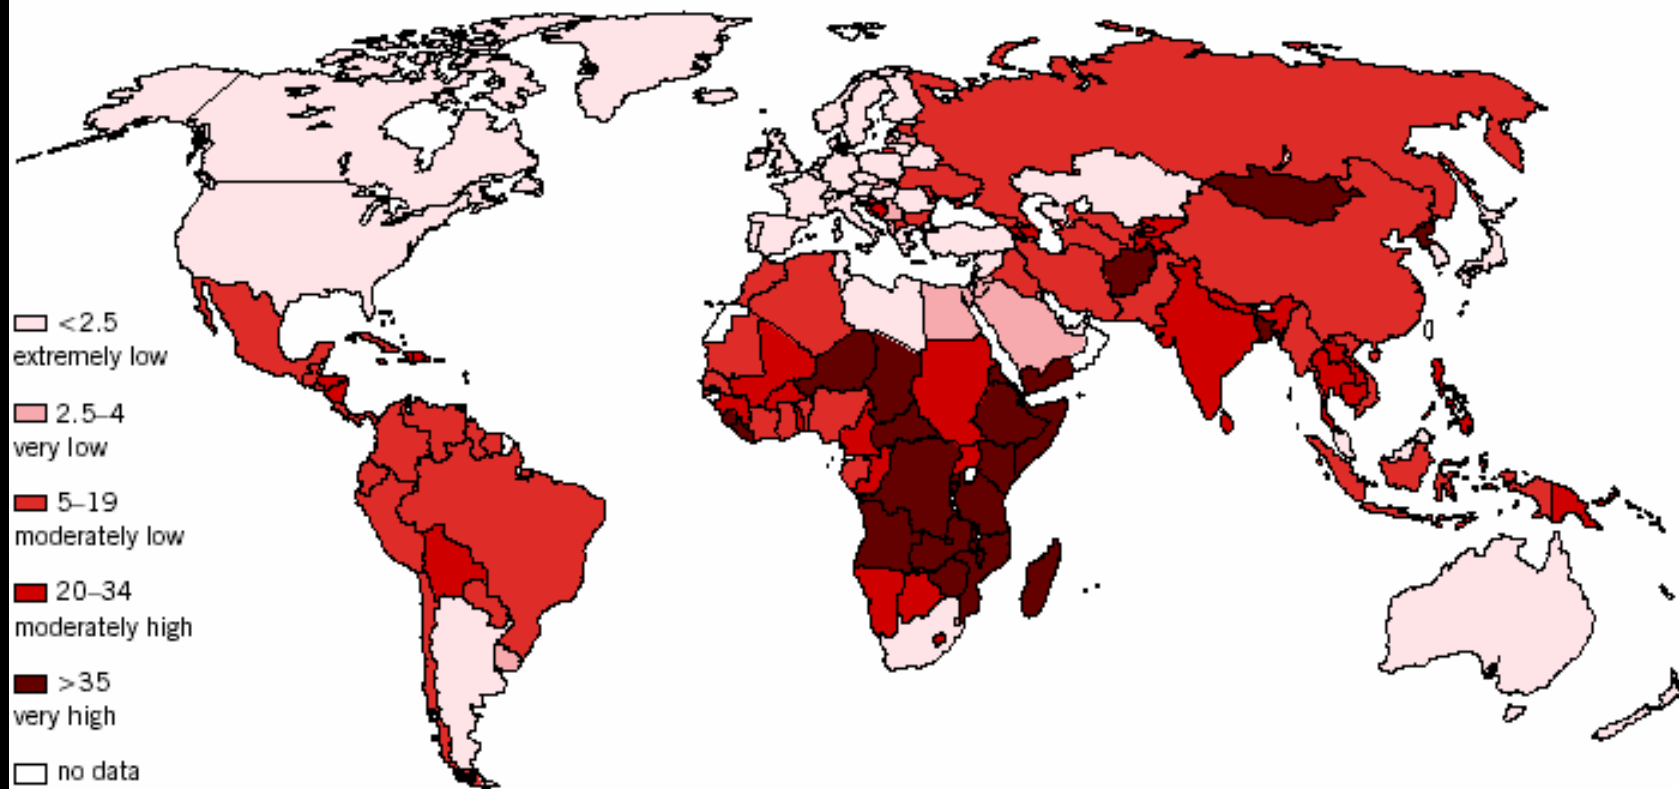 <2.5
extremely low
2.5–4
very low
5–19
moderately low
20–34
moderately high
>35
very high
no data